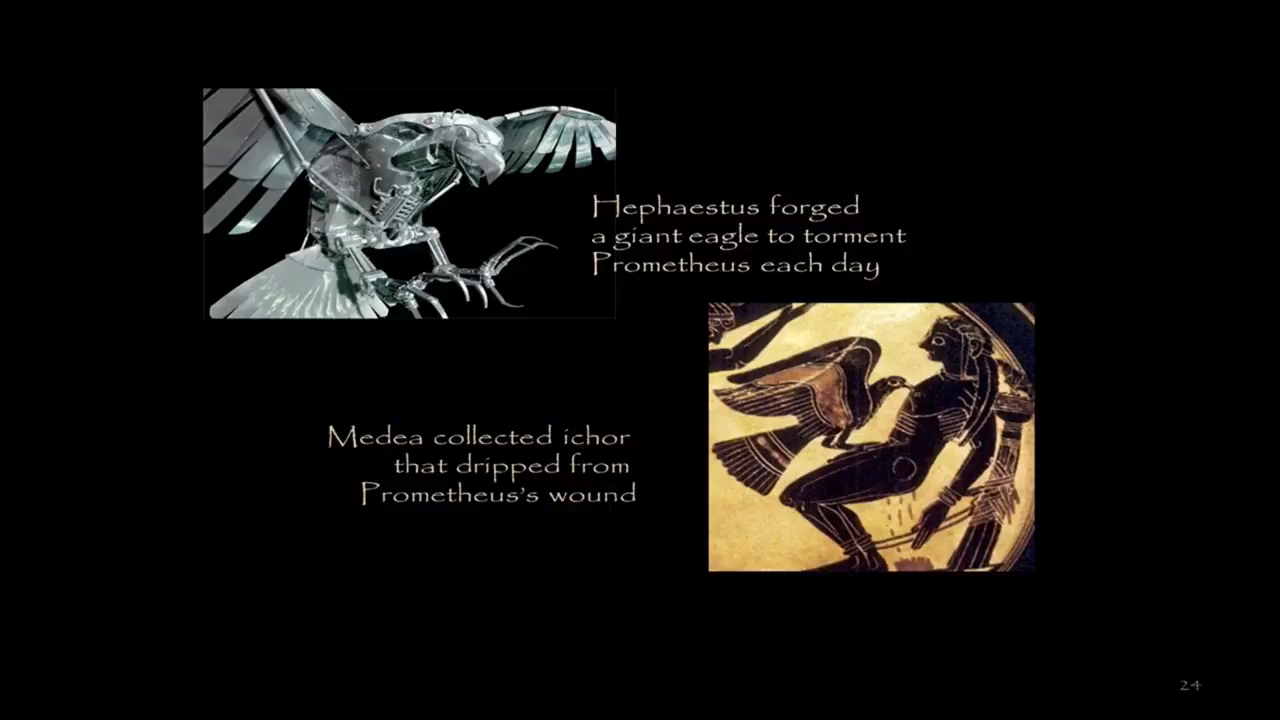 Hephaestus forged
a giant eagle to torment
Prometheus each day
Medea collected ichor
that dripped from
Prometheus's wound
24